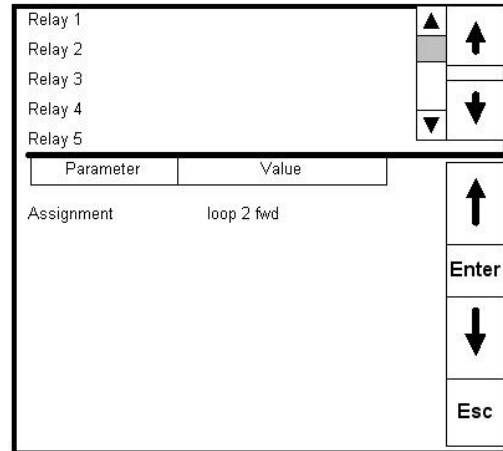 Relay 1
Relay 2
Relay 3
Relay 4
Relay 5
Parameter Value
Assignment loop 2 fwd
Enter
Esc